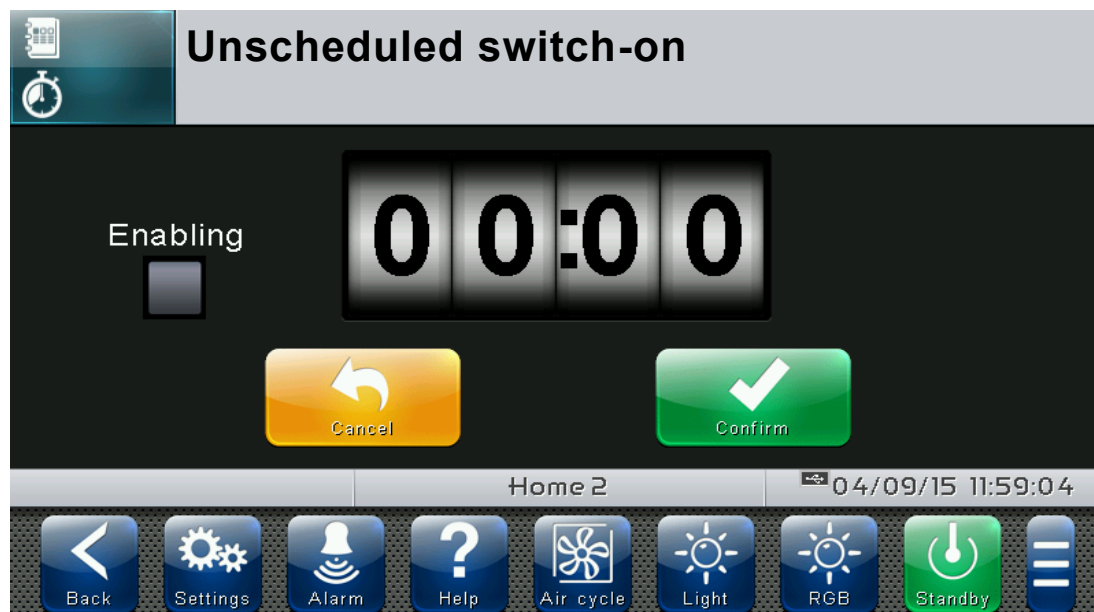 Unscheduled switch-on
Enabling
00:00
Cancel
Confirm
Home 2
04/09/15 11:59:04
Back
Settings
Alarm
?
Help
Air cycle
Light
RGB
Standby